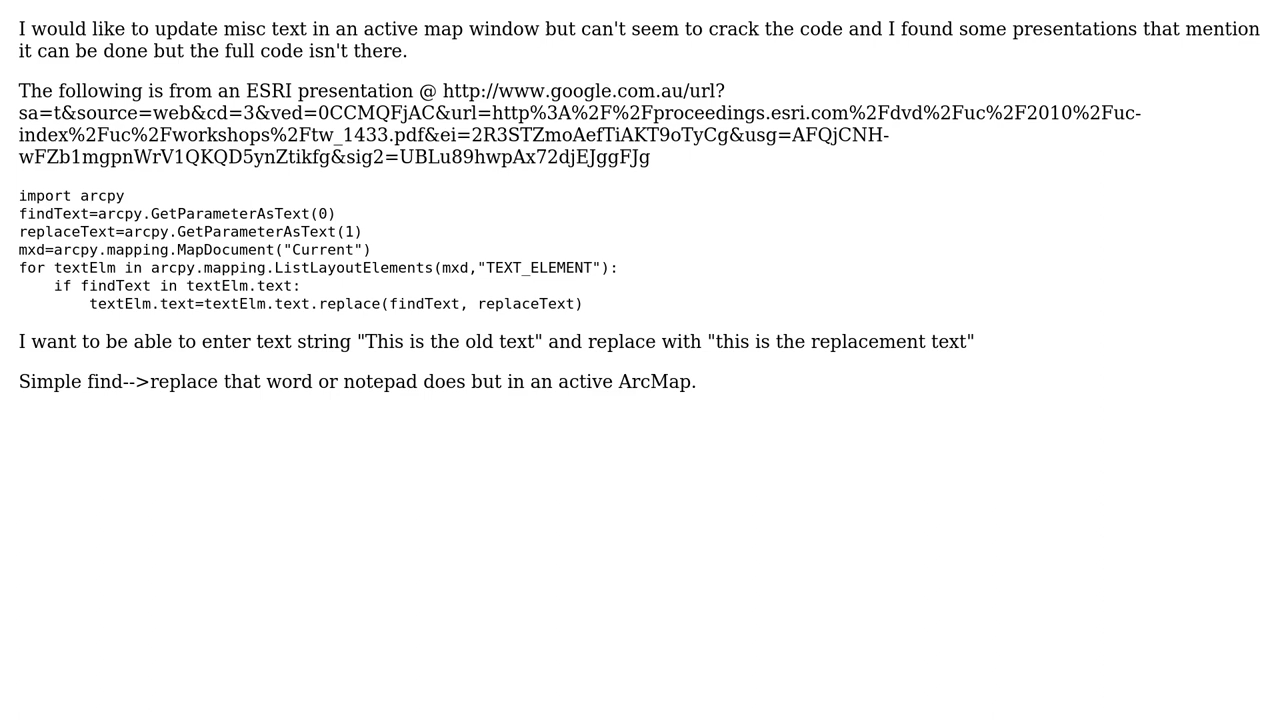 I would like to update misc text in an active map window but can't seem to crack the code and I found some presentations that mention
it can be done but the full code isn't there.
The following is from an ESRI presentation @ http://www.google.com.au/url?
sa=t&source=web&cd=3&ved=0CCMQFjAC&url=http%3A%2F%2Fproceedings.esri.com%2Fdvd%2Fuc%2F2010%2Fuc-
index%2Fuc%2Fworkshops%2Ftw_1433.pdf&ei=2R3STZmoAefTiAKT9oTyCg&usg=AFQjCNH-
wFZb1mgpnWrV1QKQD5ynZtikfg&sig2=UBLu89hwpAx72djEJggFJg
import arcpy
findText=arcpy.GetParameterAsText(0)
replaceText=arcpy.GetParameterAsText(1)
mxd=arcpy.mapping.MapDocument("Current")
for textElm in arcpy.mapping.ListLayoutElements(mxd,"TEXT_ELEMENT"):
    if findText in textElm.text:
        textElm.text=textElm.text.replace(findText, replaceText)
I want to be able to enter text string "This is the old text" and replace with "this is the replacement text"
Simple find-->replace that word or notepad does but in an active ArcMap.